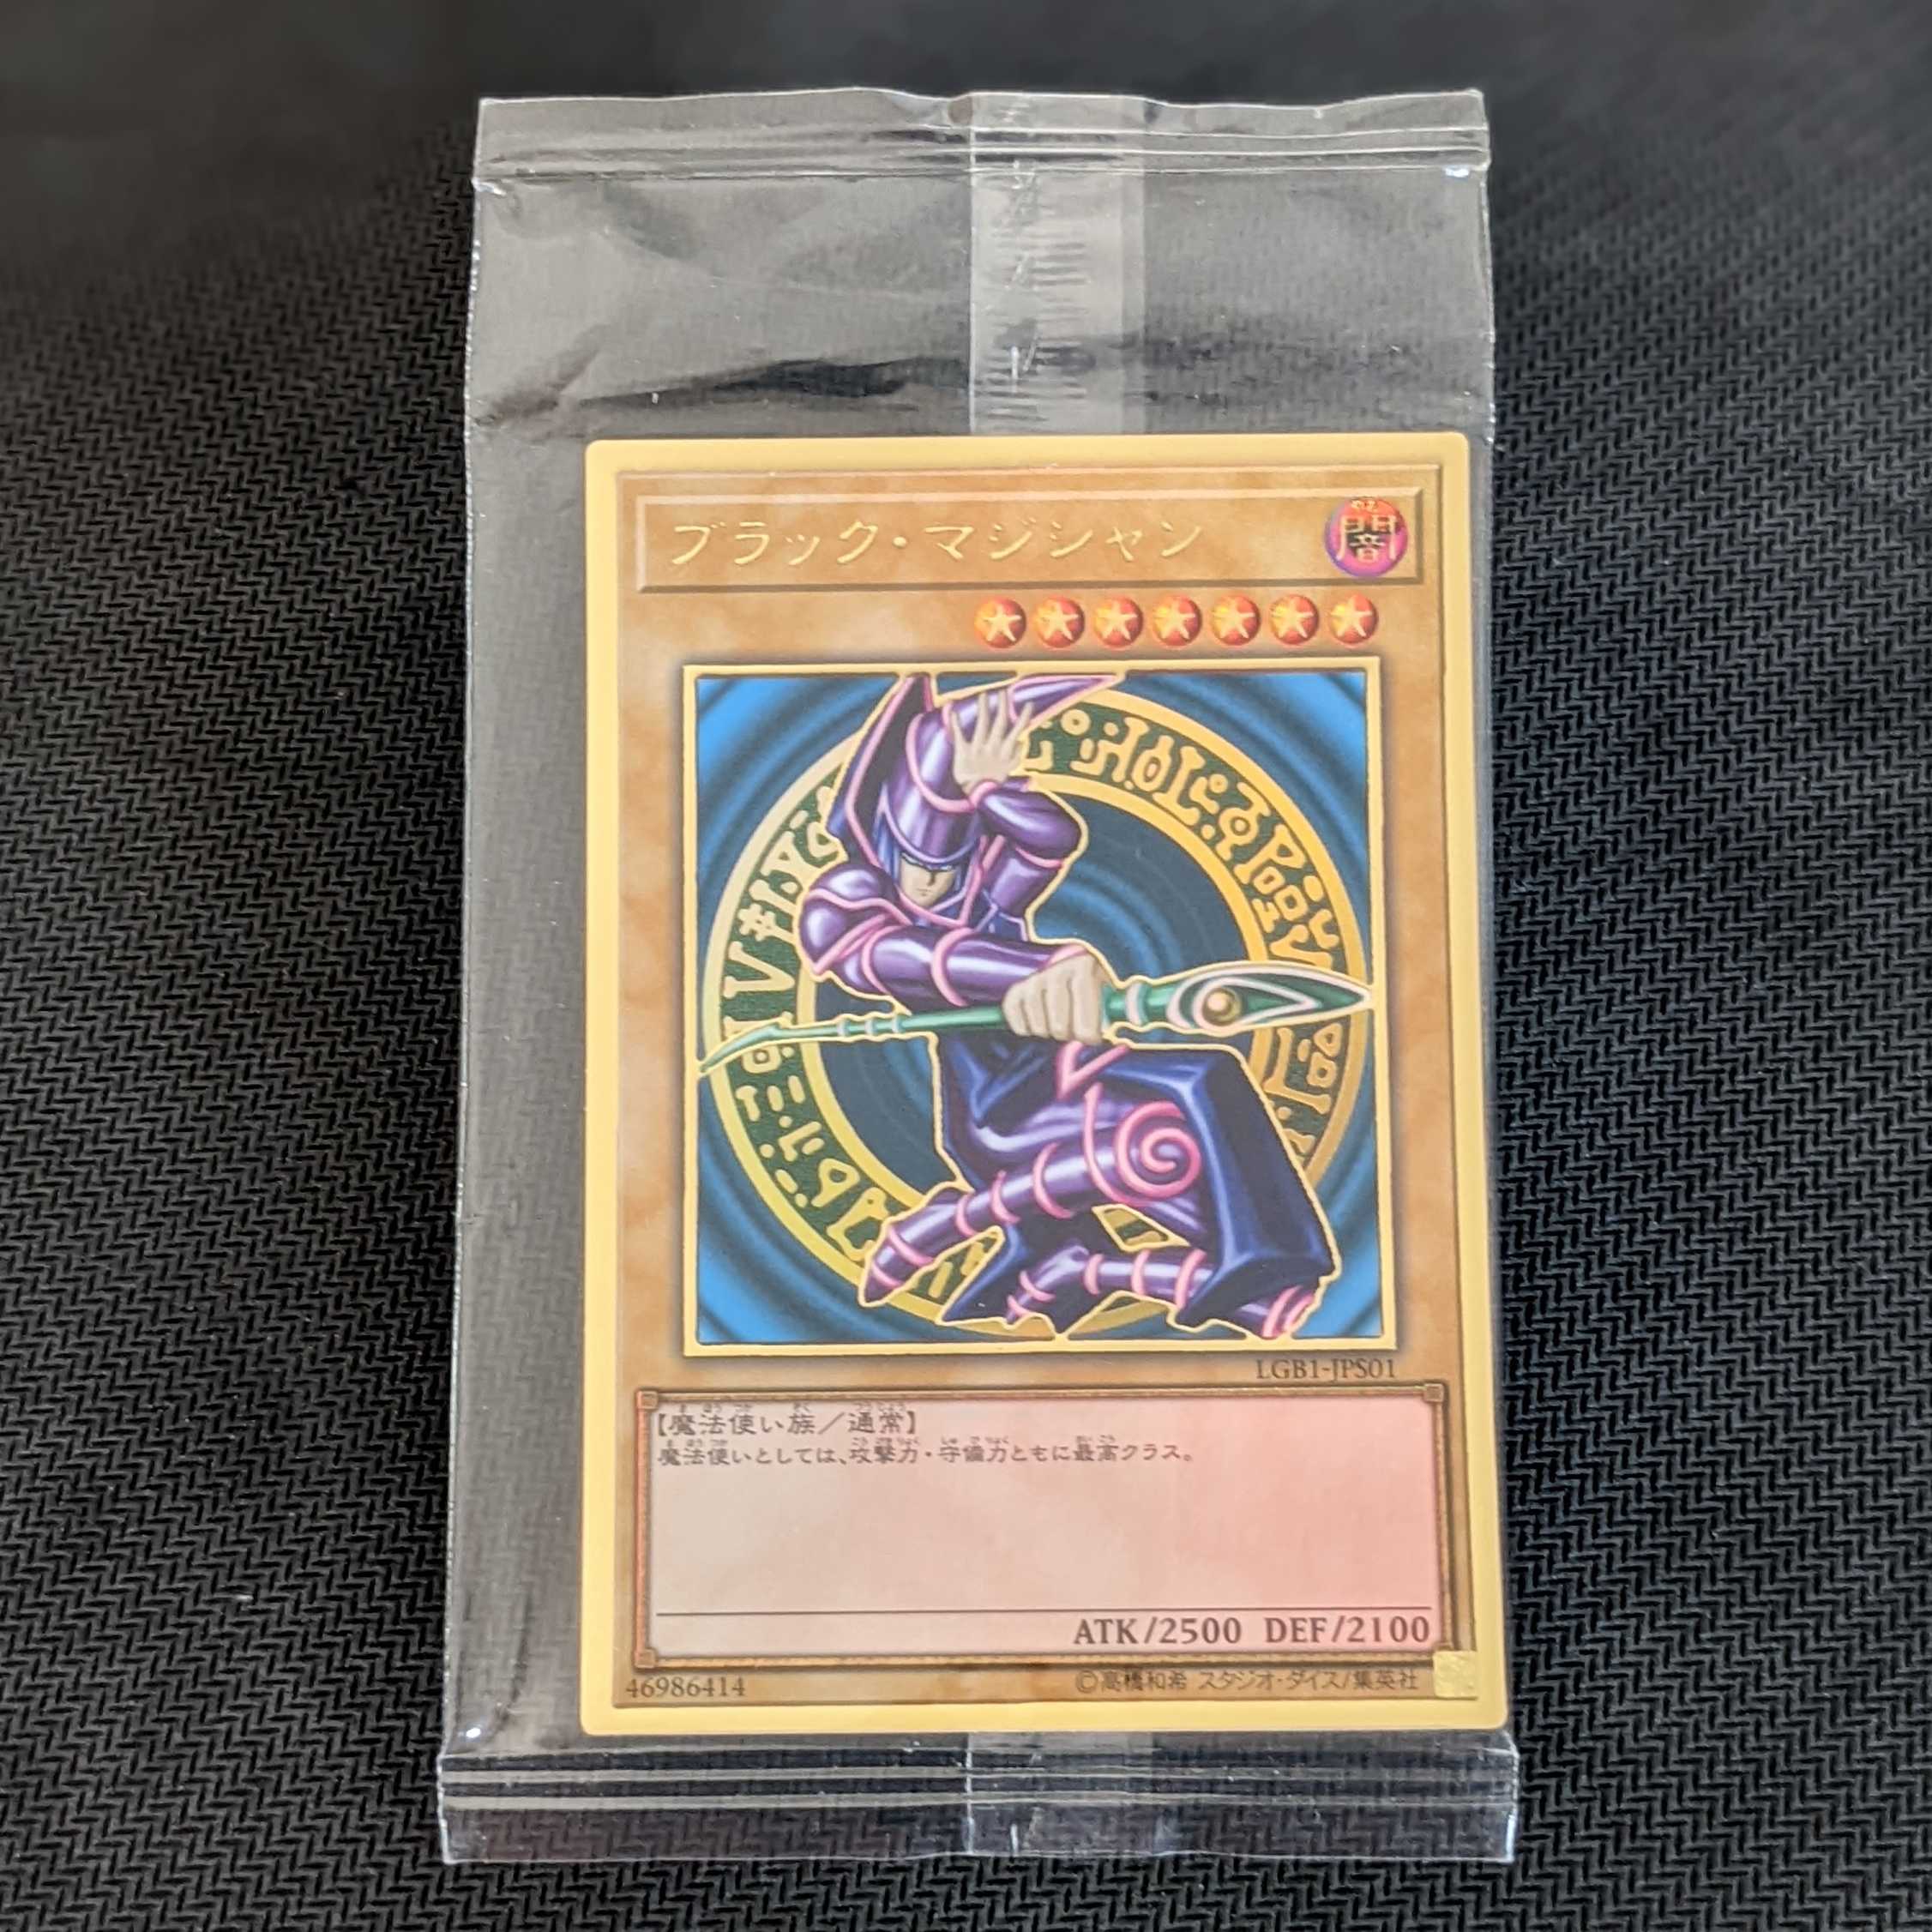 ブラック・マジシャン
闇
LGB1-JPS01
【魔法使い族／通常】
魔法使いとしては、攻撃力・守備力ともに最高クラス。
ATK/2500 DEF/2100
46986414
©高橋和希 スタジオ・ダイス/集英社